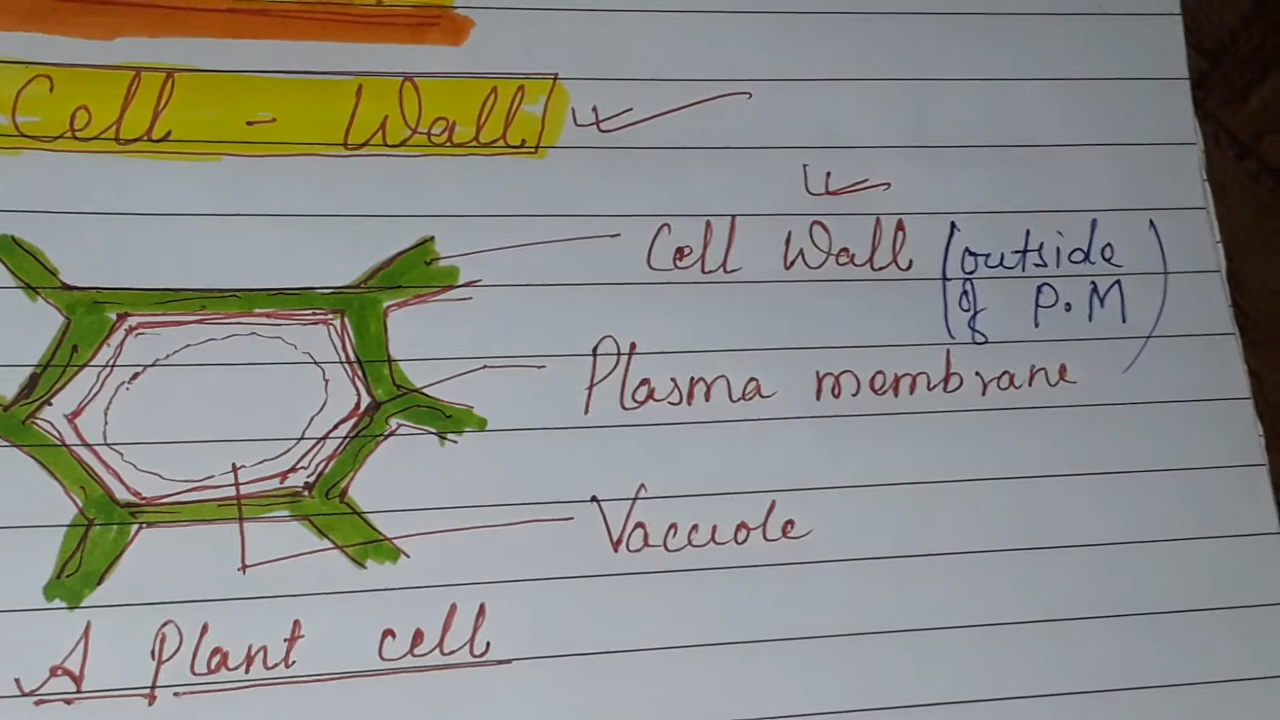 Cell - Wall
Cell Wall (outside
of P.M)
Plasma membrane
Vacuole
A Plant cell